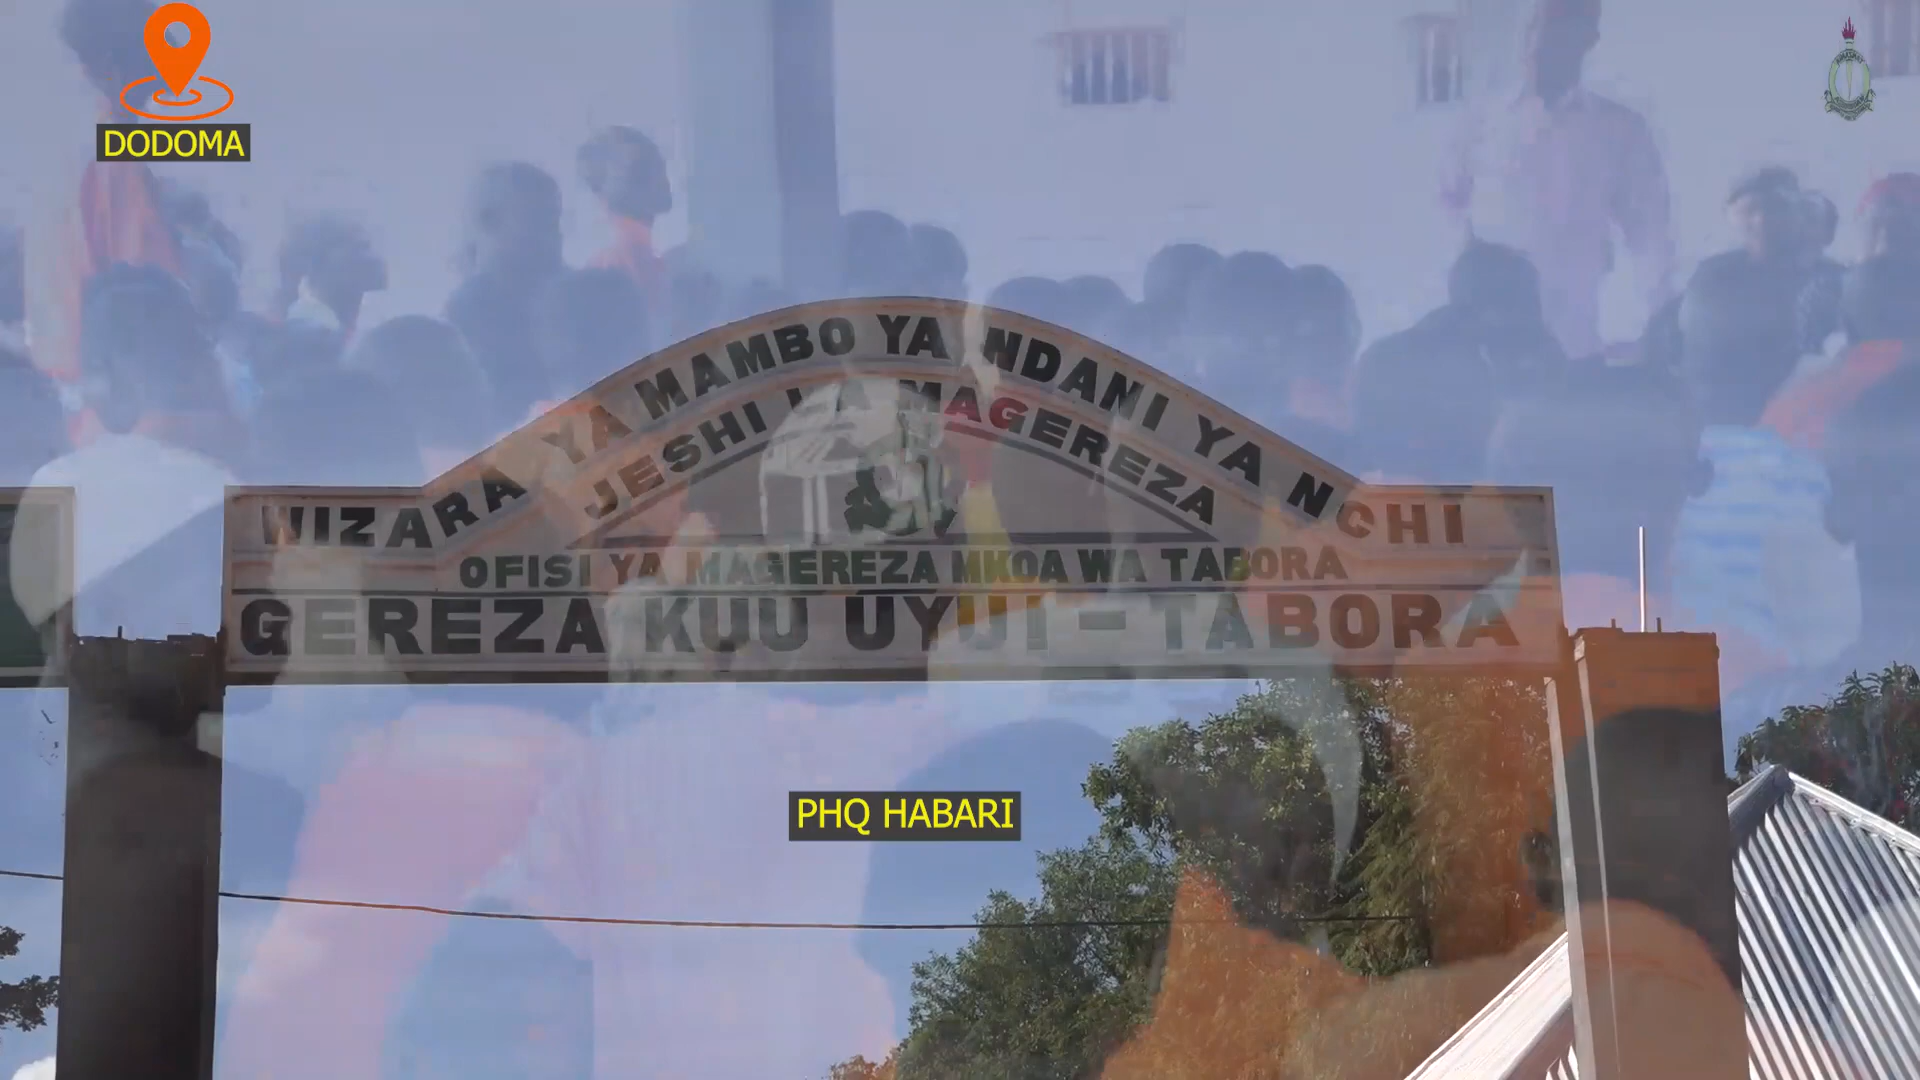 DODOMA
WIZARA YA MAMBO YA NDANI YA NCHI
JESHI LA MAGEREZA
OFISI YA MAGEREZA MKOA WA TABORA
GEREZA KUU UYUI - TABORA
PHQ HABARI